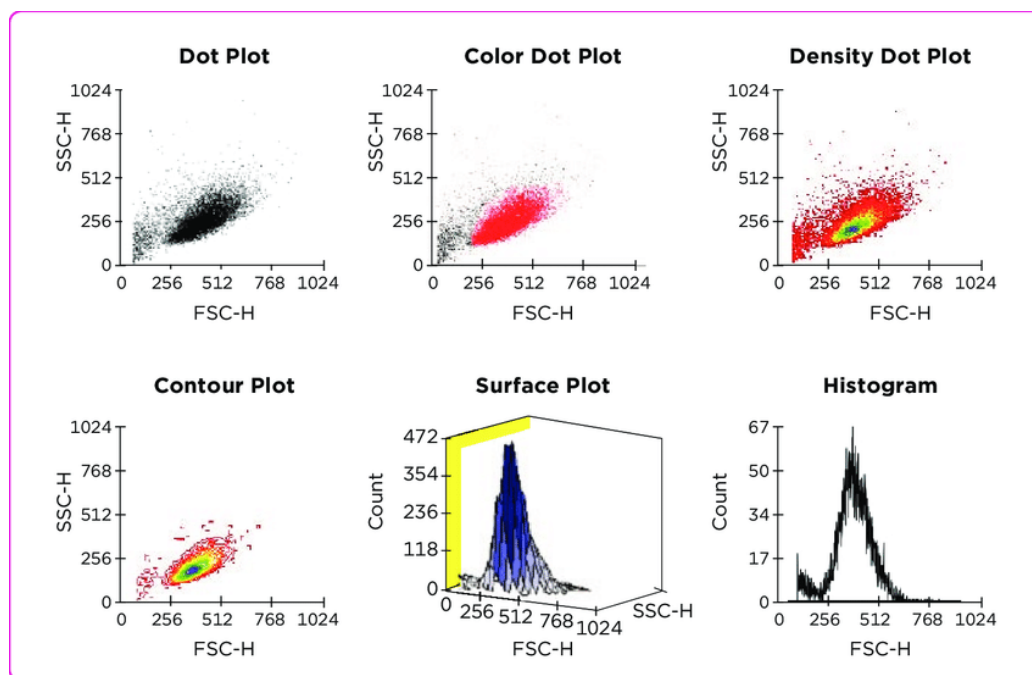 Dot Plot
1024
768
512
256
0
SSC-H
0 256 512 768 1024
FSC-H
Color Dot Plot
1024
768
512
256
0
SSC-H
0 256 512 768 1024
FSC-H
Density Dot Plot
1024
768
512
256
0
SSC-H
0 256 512 768 1024
FSC-H
Contour Plot
1024
768
512
256
0
SSC-H
0 256 512 768 1024
FSC-H
Surface Plot
472
354
236
118
0
Count
0 256 512 768 1024
SSC-H
FSC-H
Histogram
67
50
34
17
0
Count
0 256 512 768 1024
FSC-H